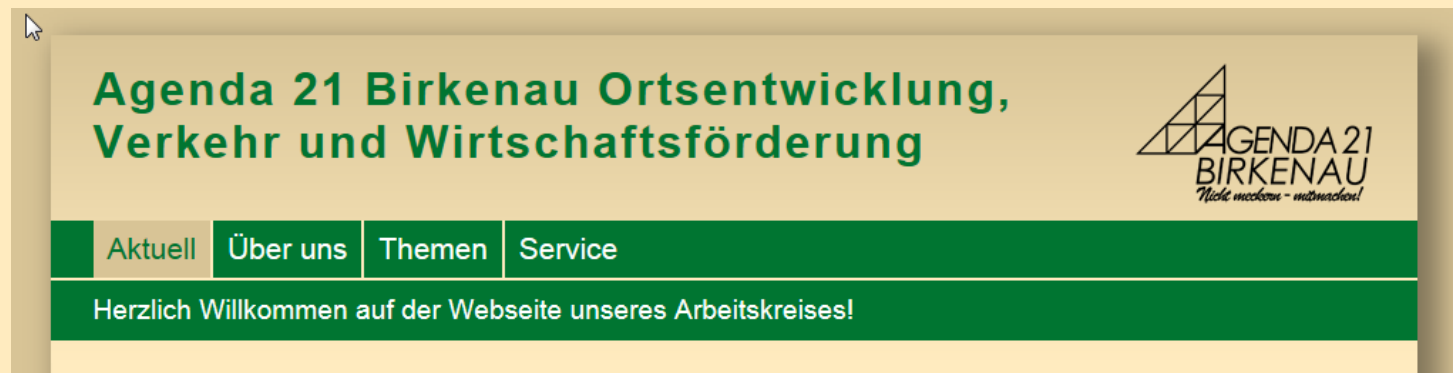 Agenda 21 Birkenau Ortsentwicklung,
Verkehr und Wirtschaftsförderung
AGENDA 21
BIRKENAU
Nicht meckern - mitmachen!
Aktuell Über uns Themen Service
Herzlich Willkommen auf der Webseite unseres Arbeitskreises!